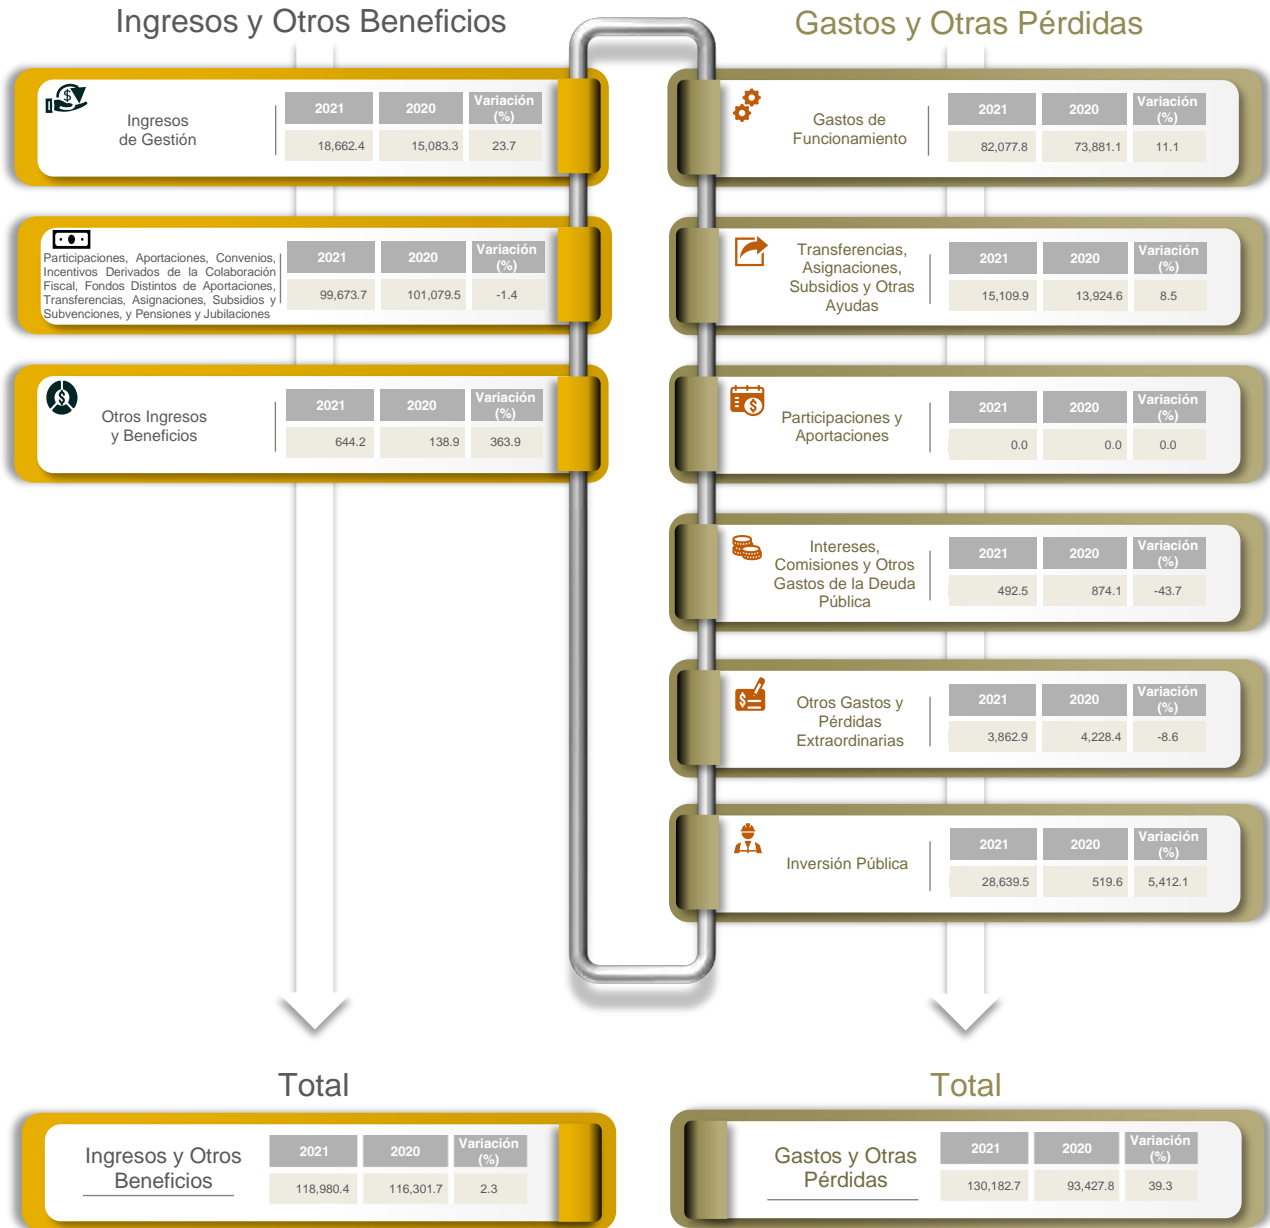 Ingresos y Otros Beneficios
Ingresos
de Gestión
2021 2020 Variación
(%)
18,662.4 15,083.3 23.7
Participaciones, Aportaciones, Convenios,
Incentivos Derivados de la Colaboración
Fiscal, Fondos Distintos de Aportaciones,
Transferencias, Asignaciones, Subsidios y
Subvenciones, y Pensiones y Jubilaciones
2021 2020 Variación
(%)
99,673.7 101,079.5 -1.4
Otros Ingresos
y Beneficios
2021 2020 Variación
(%)
644.2 138.9 363.9
Gastos y Otras Pérdidas
Gastos de
Funcionamiento
2021 2020 Variación
(%)
82,077.8 73,881.1 11.1
Transferencias,
Asignaciones,
Subsidios y Otras
Ayudas
2021 2020 Variación
(%)
15,109.9 13,924.6 8.5
Participaciones y
Aportaciones
2021 2020 Variación
(%)
0.0 0.0 0.0
Intereses,
Comisiones y Otros
Gastos de la Deuda
Pública
2021 2020 Variación
(%)
492.5 874.1 -43.7
Otros Gastos y
Pérdidas
Extraordinarias
2021 2020 Variación
(%)
3,862.9 4,228.4 -8.6
Inversión Pública
2021 2020 Variación
(%)
28,639.5 519.6 5,412.1
Total
Ingresos y Otros
Beneficios
2021 2020 Variación
(%)
118,980.4 116,301.7 2.3
Total
Gastos y Otras
Pérdidas
2021 2020 Variación
(%)
130,182.7 93,427.8 39.3